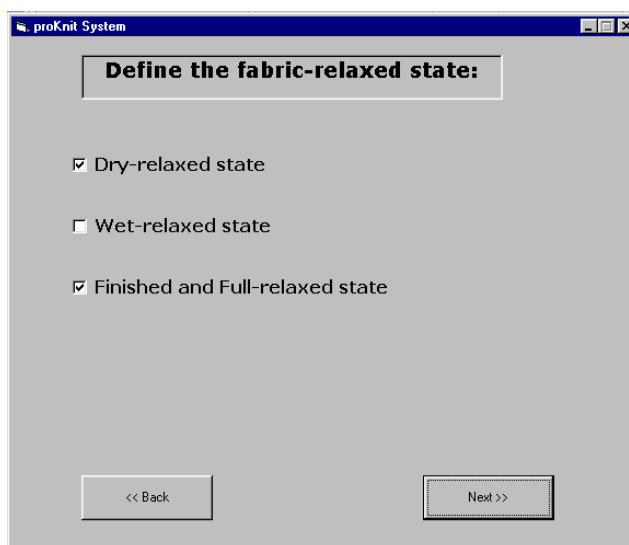 proKnit System
Define the fabric-relaxed state:
Dry-relaxed state
Wet-relaxed state
Finished and Full-relaxed state
<< Back
Next >>